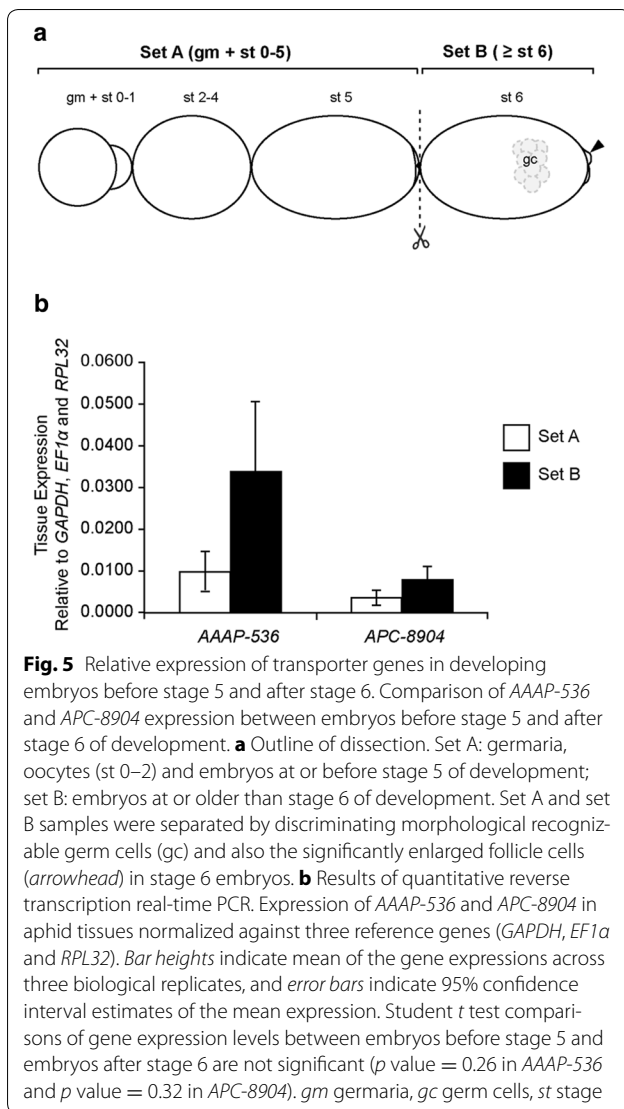 a
Set A (gm + st 0-5)
Set B ( ≥ st 6)
gm + st 0-1
st 2-4
st 5
st 6
gc
b
Tissue Expression
Relative to GAPDH, EF1α and RPL32
0.0600
0.0500
0.0400
0.0300
0.0200
0.0100
0.0000
AAAP-536
APC-8904
Set A
Set B
Fig. 5 Relative expression of transporter genes in developing
embryos before stage 5 and after stage 6. Comparison of AAAP-536
and APC-8904 expression between embryos before stage 5 and after
stage 6 of development. a Outline of dissection. Set A: germaria,
oocytes (st 0–2) and embryos at or before stage 5 of development;
set B: embryos at or older than stage 6 of development. Set A and set
B samples were separated by discriminating morphological recogniz-
able germ cells (gc) and also the significantly enlarged follicle cells
(arrowhead) in stage 6 embryos. b Results of quantitative reverse
transcription real-time PCR. Expression of AAAP-536 and APC-8904 in
aphid tissues normalized against three reference genes (GAPDH, EF1α
and RPL32). Bar heights indicate mean of the gene expressions across
three biological replicates, and error bars indicate 95% confidence
interval estimates of the mean expression. Student t test compari-
sons of gene expression levels between embryos before stage 5 and
embryos after stage 6 are not significant (p value = 0.26 in AAAP-536
and p value = 0.32 in APC-8904). gm germaria, gc germ cells, st stage